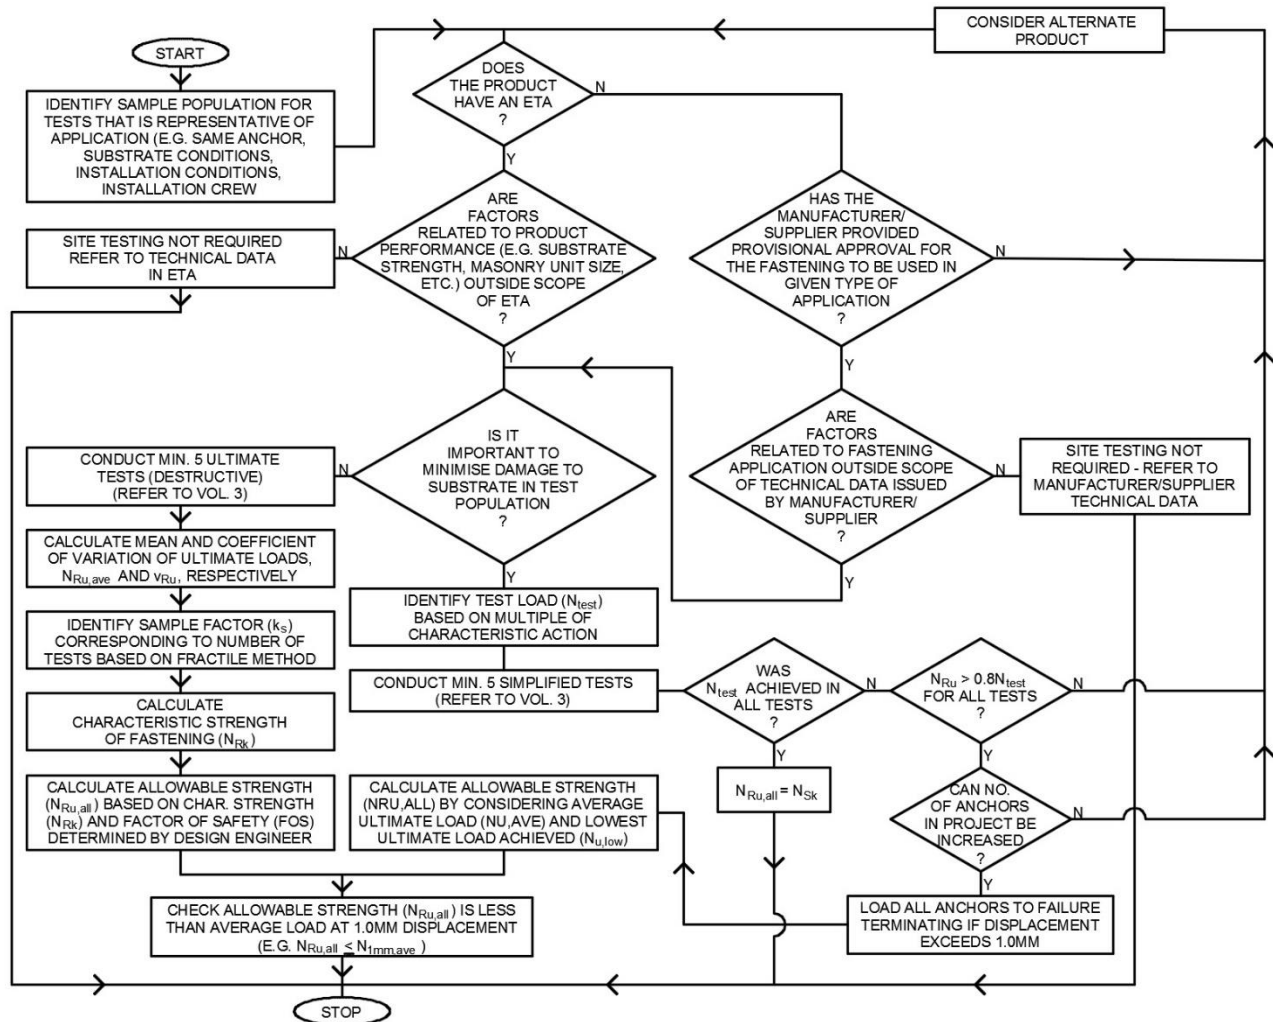 START
IDENTIFY SAMPLE POPULATION FOR
TESTS THAT IS REPRESENTATIVE OF
APPLICATION (E.G. SAME ANCHOR,
SUBSTRATE CONDITIONS,
INSTALLATION CONDITIONS,
INSTALLATION CREW
CONSIDER ALTERNATE
PRODUCT
DOES
THE PRODUCT
HAVE AN ETA
?
N
Y
ARE
FACTORS
RELATED TO PRODUCT
PERFORMANCE (E.G. SUBSTRATE
STRENGTH, MASONRY UNIT SIZE,
ETC.) OUTSIDE SCOPE
OF ETA
?
N
Y
SITE TESTING NOT REQUIRED
REFER TO TECHNICAL DATA
IN ETA
HAS THE
MANUFACTURER/
SUPPLIER PROVIDED
PROVISIONAL APPROVAL FOR
THE FASTENING TO BE USED IN
GIVEN TYPE OF
APPLICATION
?
N
Y
ARE
FACTORS
RELATED TO FASTENING
APPLICATION OUTSIDE SCOPE
OF TECHNICAL DATA ISSUED
BY MANUFACTURER/
SUPPLIER
?
N
Y
SITE TESTING NOT
REQUIRED - REFER TO
MANUFACTURER/SUPPLIER
TECHNICAL DATA
IS IT
IMPORTANT TO
MINIMISE DAMAGE TO
SUBSTRATE IN TEST
POPULATION
?
N
Y
CONDUCT MIN. 5 ULTIMATE
TESTS (DESTRUCTIVE)
(REFER TO VOL. 3)
CALCULATE MEAN AND COEFFICIENT
OF VARIATION OF ULTIMATE LOADS,
NRu,ave AND vRu, RESPECTIVELY
IDENTIFY SAMPLE FACTOR (ks)
CORRESPONDING TO NUMBER OF
TESTS BASED ON FRACTILE METHOD
CALCULATE
CHARACTERISTIC STRENGTH
OF FASTENING (NRk)
CALCULATE ALLOWABLE STRENGTH
(NRu,all) BASED ON CHAR. STRENGTH
(NRk) AND FACTOR OF SAFETY (FOS)
DETERMINED BY DESIGN ENGINEER
IDENTIFY TEST LOAD (Ntest)
BASED ON MULTIPLE OF
CHARACTERISTIC ACTION
CONDUCT MIN. 5 SIMPLIFIED TESTS
(REFER TO VOL. 3)
WAS
Ntest ACHIEVED IN
ALL TESTS
?
N
Y
NRu,all = NSk
NRu > 0.8Ntest
FOR ALL TESTS
?
N
Y
CAN NO.
OF ANCHORS
IN PROJECT BE
INCREASED
?
N
Y
LOAD ALL ANCHORS TO FAILURE
TERMINATING IF DISPLACEMENT
EXCEEDS 1.0MM
CALCULATE ALLOWABLE STRENGTH
(NRU,ALL) BY CONSIDERING AVERAGE
ULTIMATE LOAD (NU,AVE) AND LOWEST
ULTIMATE LOAD ACHIEVED (Nu,low)
CHECK ALLOWABLE STRENGTH (NRu,all) IS LESS
THAN AVERAGE LOAD AT 1.0MM DISPLACEMENT
(E.G. NRu,all ≤ N1mm,ave )
STOP